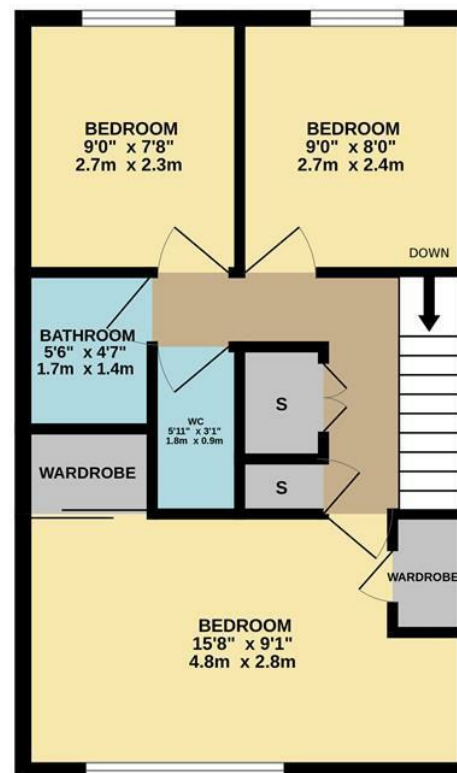 BEDROOM
9'0" x 7'8"
2.7m x 2.3m
BEDROOM
9'0" x 8'0"
2.7m x 2.4m
DOWN
BATHROOM
5'6" x 4'7"
1.7m x 1.4m
WC
5'11" x 3'1"
1.8m x 0.9m
S
S
WARDROBE
WARDROBE
BEDROOM
15'8" x 9'1"
4.8m x 2.8m